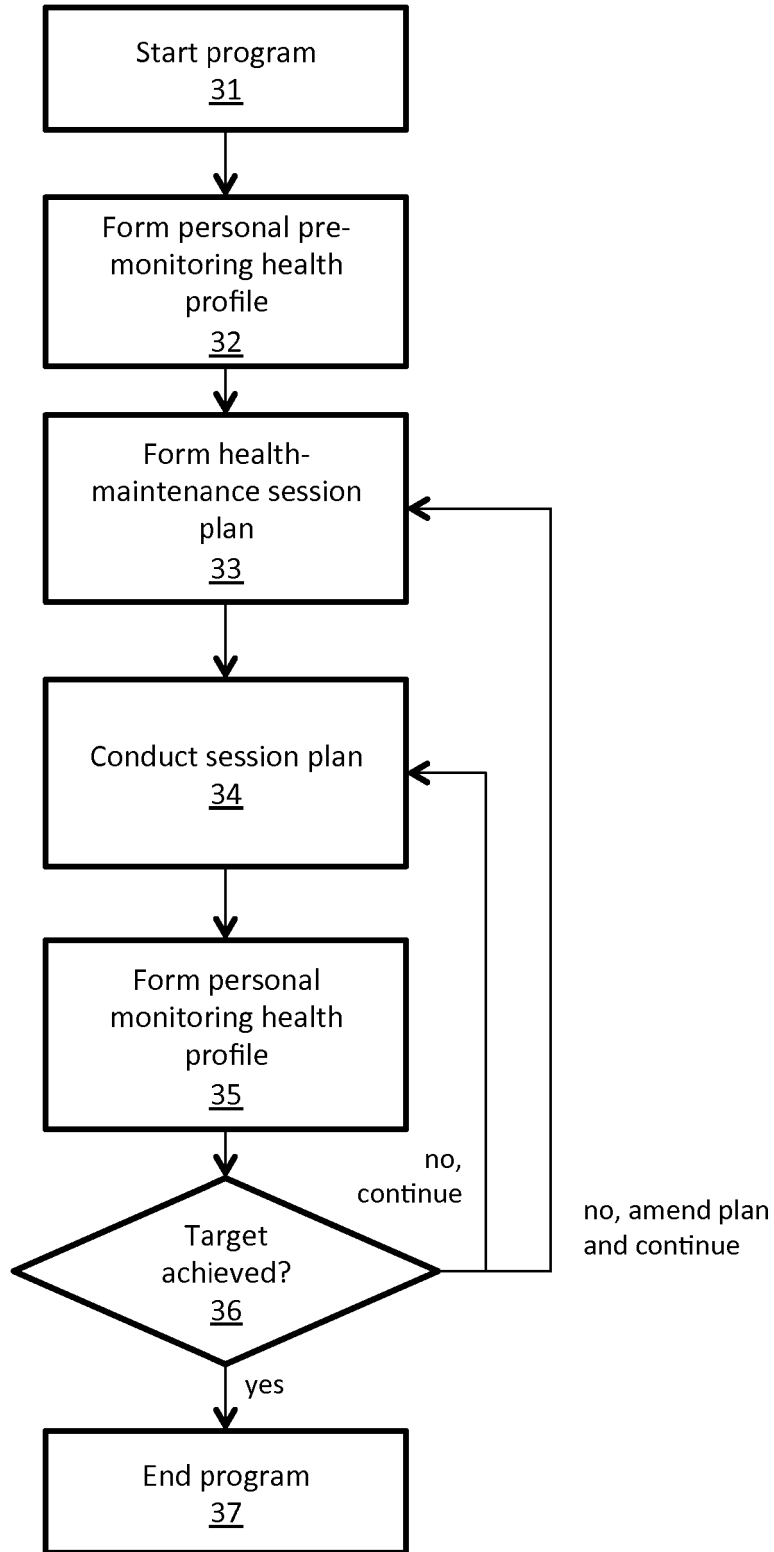 Start program
31
Form personal pre-
monitoring health
profile
32
Form health-
maintenance session
plan
33
Conduct session plan
34
Form personal
monitoring health
profile
35
no,
continue
no, amend plan
and continue
Target
achieved?
36
yes
End program
37